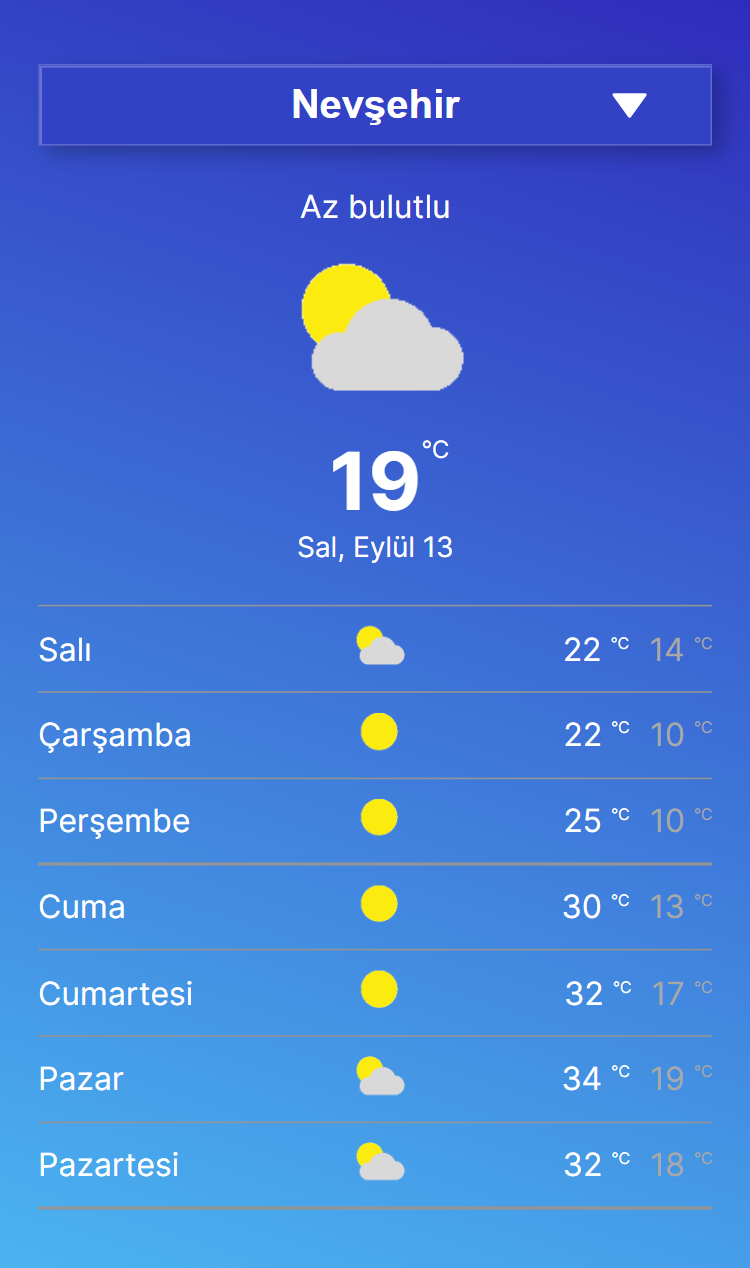 Nevşehir
Az bulutlu
19 °C
Sal, Eylül 13
Salı 22 °C 14 °C
Çarşamba 22 °C 10 °C
Perşembe 25 °C 10 °C
Cuma 30 °C 13 °C
Cumartesi 32 °C 17 °C
Pazar 34 °C 19 °C
Pazartesi 32 °C 18 °C